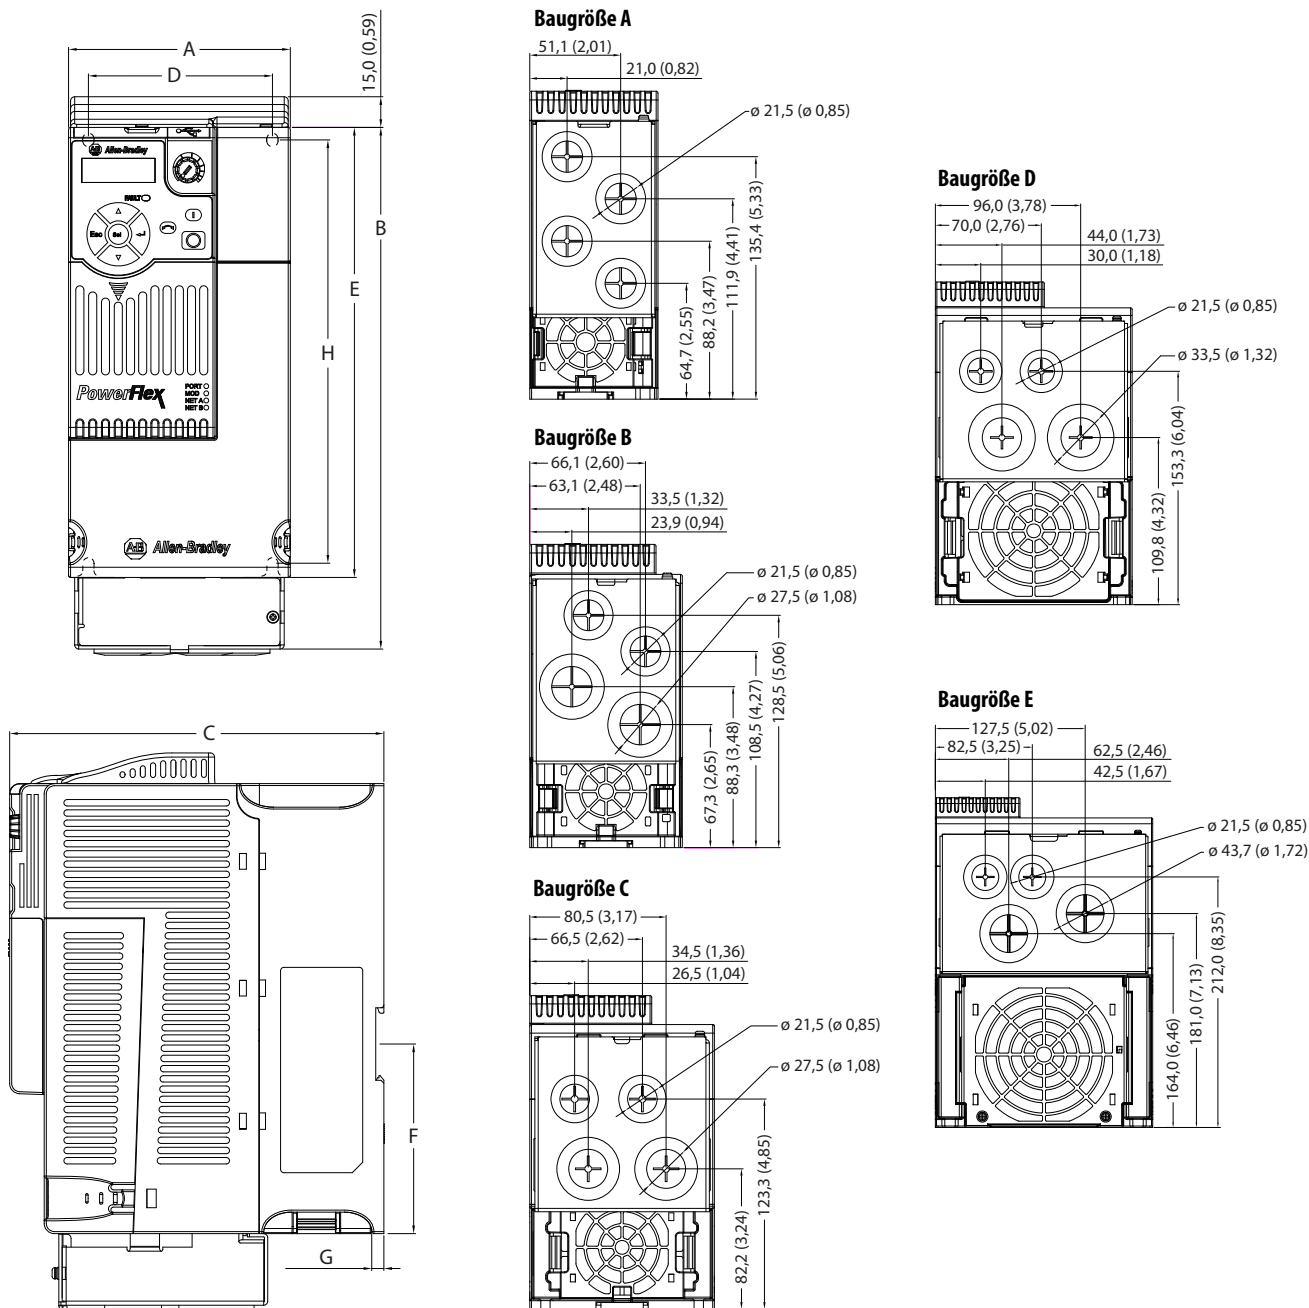 A
D
15,0 (0,59)
Allen-Bradley
FAULT
Esc
Sel
B
E
H
PowerFlex
PORT
MOD
NET A
NET B
A·B Allen-Bradley
C
F
G
Baugröße A
51,1 (2,01)
21,0 (0,82)
ø 21,5 (ø 0,85)
64,7 (2,55)
88,2 (3,47)
111,9 (4,41)
135,4 (5,33)
Baugröße B
66,1 (2,60)
63,1 (2,48)
33,5 (1,32)
23,9 (0,94)
ø 21,5 (ø 0,85)
ø 27,5 (ø 1,08)
67,3 (2,65)
88,3 (3,48)
108,5 (4,27)
128,5 (5,06)
Baugröße C
80,5 (3,17)
66,5 (2,62)
34,5 (1,36)
26,5 (1,04)
ø 21,5 (ø 0,85)
ø 27,5 (ø 1,08)
82,2 (3,24)
123,3 (4,85)
Baugröße D
96,0 (3,78)
70,0 (2,76)
44,0 (1,73)
30,0 (1,18)
ø 21,5 (ø 0,85)
ø 33,5 (ø 1,32)
109,8 (4,32)
153,3 (6,04)
Baugröße E
127,5 (5,02)
82,5 (3,25)
62,5 (2,46)
42,5 (1,67)
ø 21,5 (ø 0,85)
ø 43,7 (ø 1,72)
164,0 (6,46)
181,0 (7,13)
212,0 (8,35)